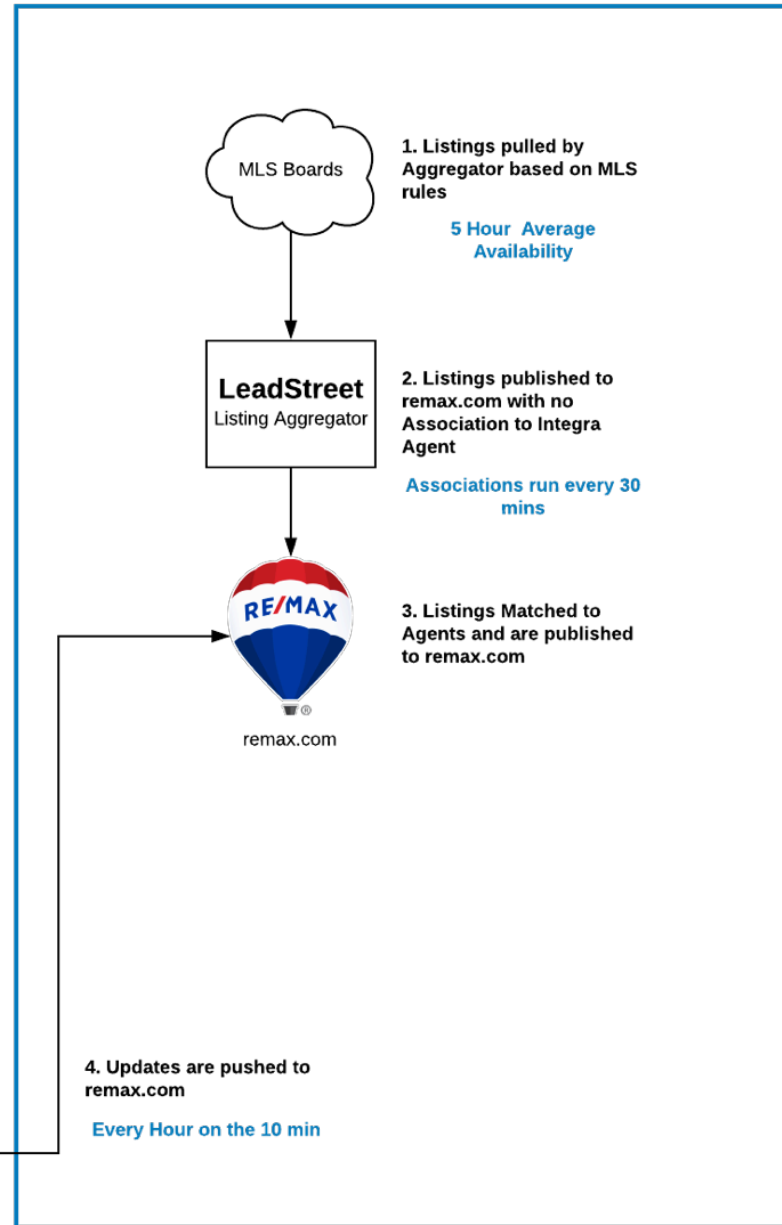 MLS Boards
1. Listings pulled by
Aggregator based on MLS
rules
5 Hour Average
Availability
LeadStreet
Listing Aggregator
2. Listings published to
remax.com with no
Association to Integra
Agent
Associations run every 30
mins
RE/MAX
®
remax.com
3. Listings Matched to
Agents and are published
to remax.com
4. Updates are pushed to
remax.com
Every Hour on the 10 min